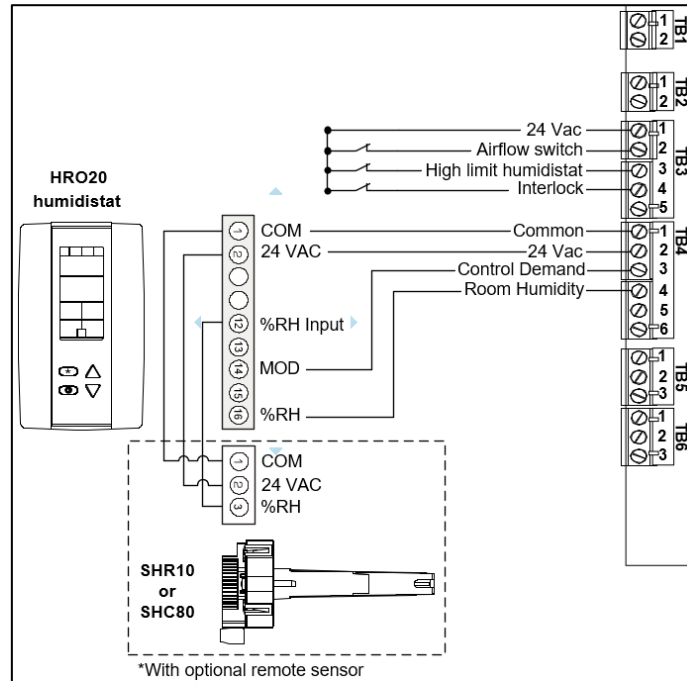 1
2
TB1
1
2
TB2
24 Vac
1
Airflow switch
2
High limit humidistat
3
Interlock
4
5
TB3
HRO20
humidistat
1 COM
Common
1
2 24 VAC
24 Vac
2
Control Demand
3
Room Humidity
4
5
6
TB4
12 %RH Input
13
14 MOD
15
16 %RH
1
2
3
TB5
1
2
3
TB6
1 COM
2 24 VAC
3 %RH
SHR10
or
SHC80
*With optional remote sensor